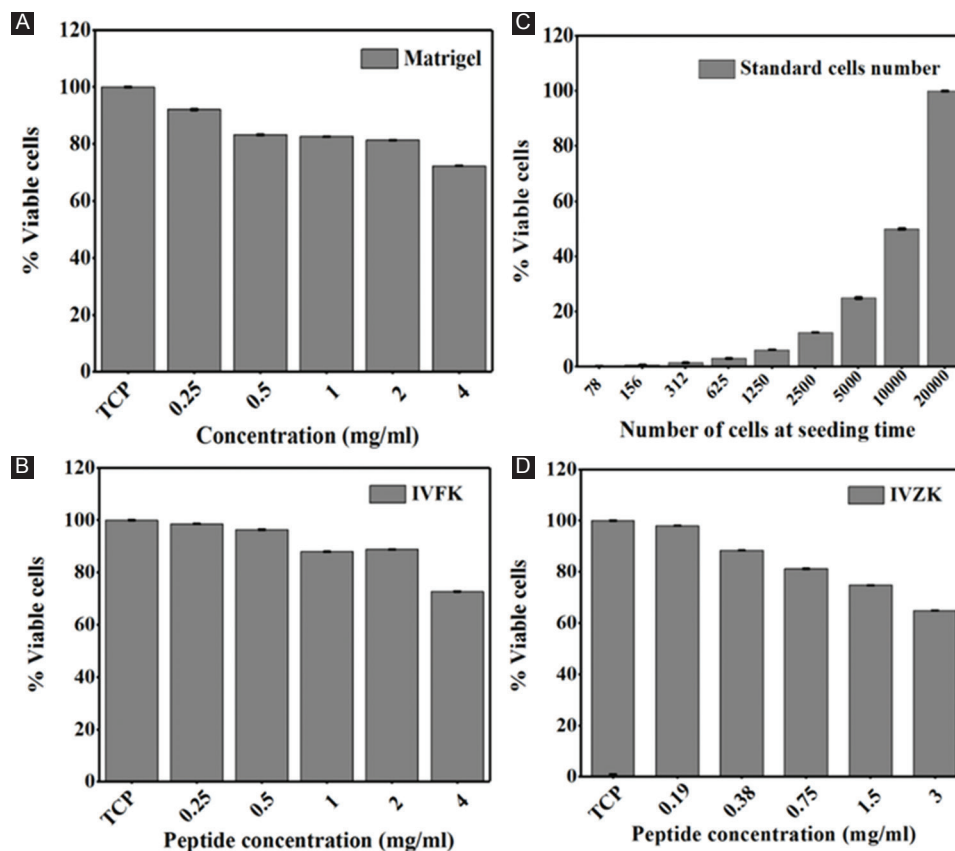 A
120
100
80
60
40
20
0
% Viable cells
Matrigel
TCP 0.25 0.5 1 2 4
Concentration (mg/ml)
C
120
100
80
60
40
20
0
% Viable cells
Standard cells number
78 156 312 625 1250 2500 5000 10000 20000
Number of cells at seeding time
B
120
100
80
60
40
20
0
% Viable cells
IVFK
TCP 0.25 0.5 1 2 4
Peptide concentration (mg/ml)
D
120
100
80
60
40
20
0
% Viable cells
IVZK
TCP 0.19 0.38 0.75 1.5 3
Peptide concentration (mg/ml)